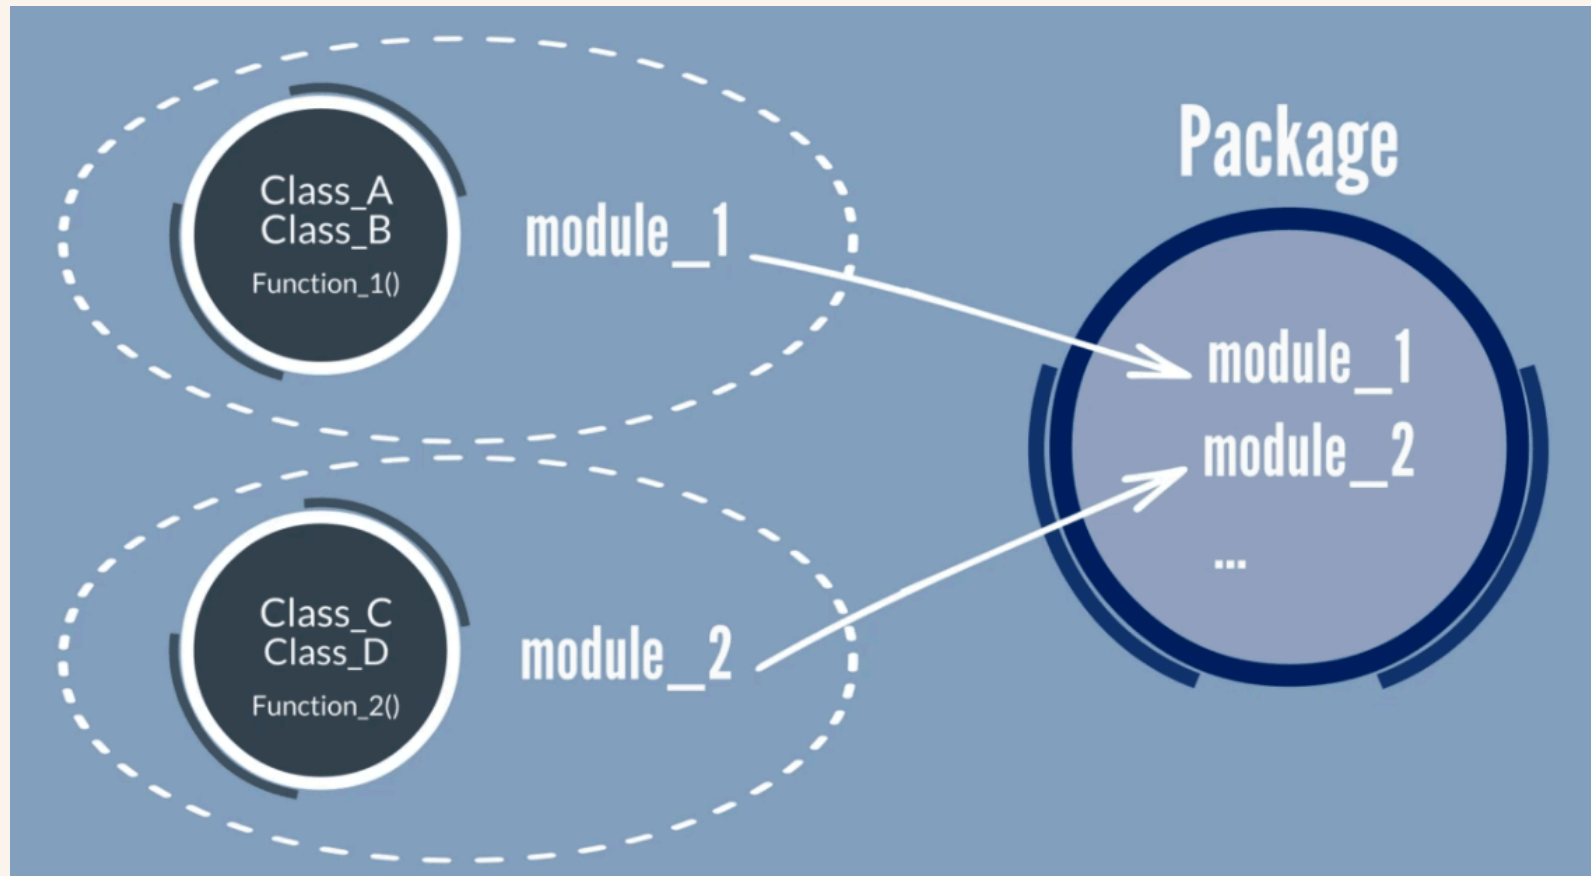 Class_A
Class_B
Function_1()
module_1
Class_C
Class_D
Function_2()
module_2
Package
module_1
module_2
...